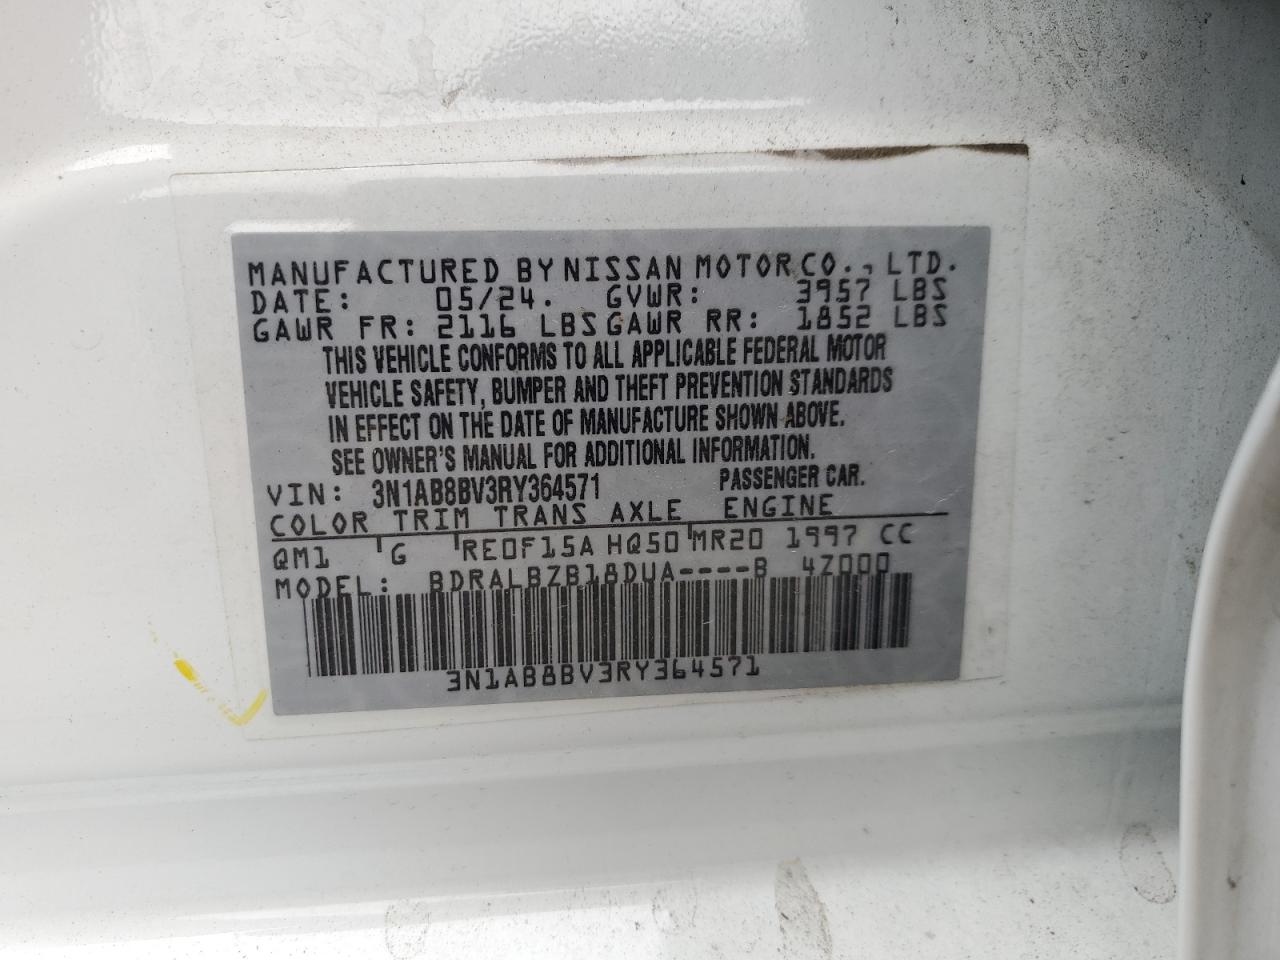 MANUFACTURED BY NISSAN MOTOR CO., LTD.
DATE: 05/24. GVWR: 3957 LBS
GAWR FR: 2116 LBS GAWR RR: 1852 LBS
THIS VEHICLE CONFORMS TO ALL APPLICABLE FEDERAL MOTOR
VEHICLE SAFETY, BUMPER AND THEFT PREVENTION STANDARDS
IN EFFECT ON THE DATE OF MANUFACTURE SHOWN ABOVE.
SEE OWNER'S MANUAL FOR ADDITIONAL INFORMATION.
VIN: 3N1AB8BV3RY364571 PASSENGER CAR.
COLOR TRIM TRANS AXLE ENGINE
QM1 G RE0F15A HQ50 MR20 1997 CC
MODEL: BDRALBZB18DUA----B 4Z000
3N1AB8BV3RY364571